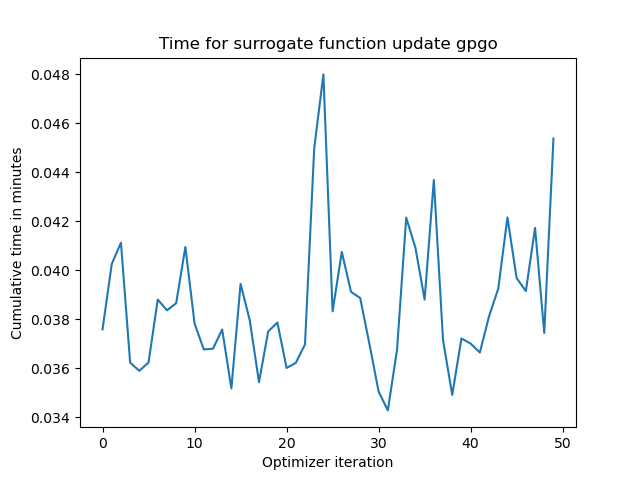 Time for surrogate function update gpgo
Cumulative time in minutes
0.048
0.046
0.044
0.042
0.040
0.038
0.036
0.034
0 10 20 30 40 50
Optimizer iteration